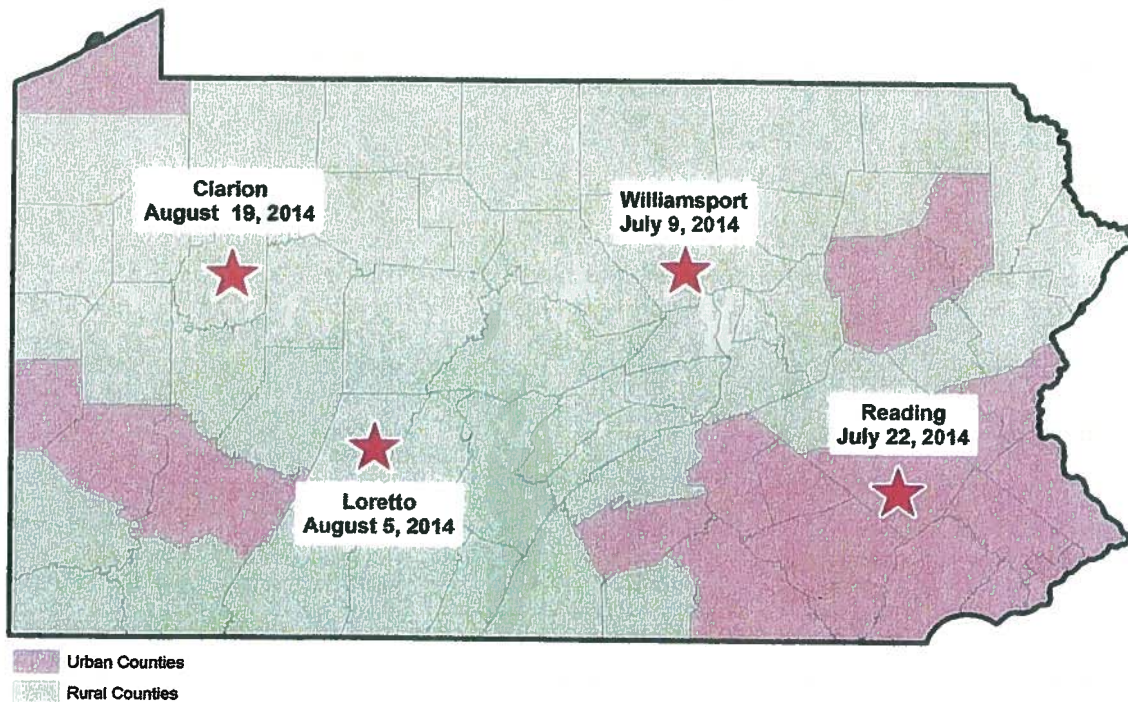 Clarion
August 19, 2014
Williamsport
July 9, 2014
Reading
July 22, 2014
Loretto
August 5, 2014
Urban Counties
Rural Counties